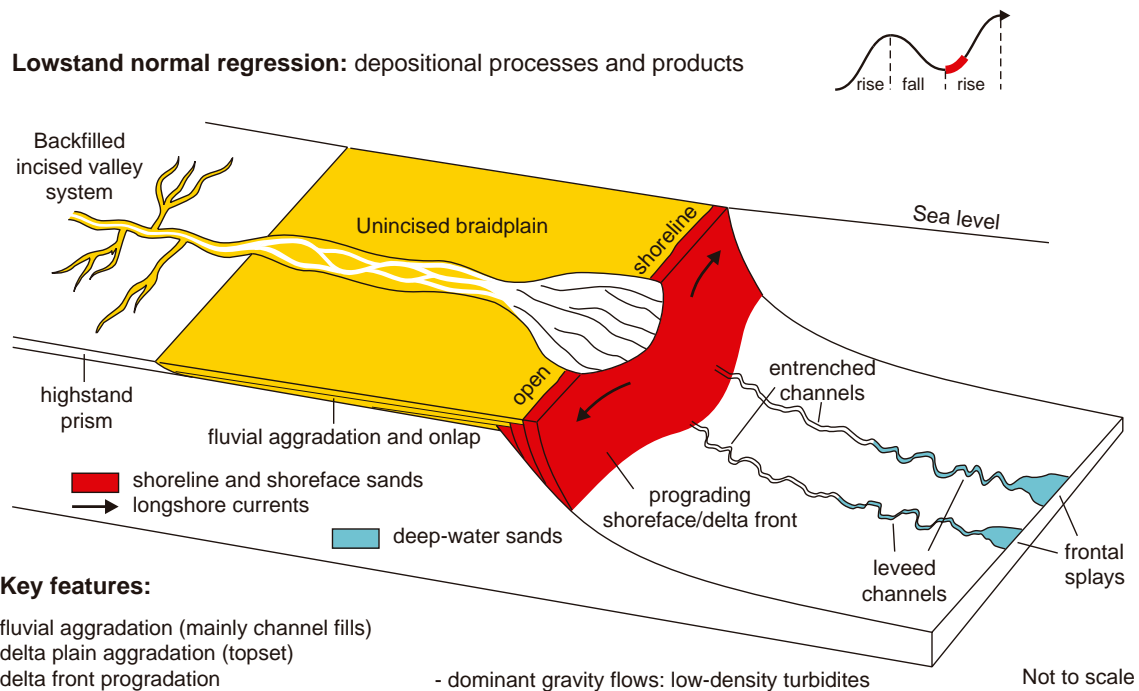 Lowstand normal regression: depositional processes and products
rise
fall
rise
Backfilled
incised valley
system
Unincised braidplain
shoreline
Sea level
open
highstand
prism
fluvial aggradation and onlap
entrenched
channels
shoreline and shoreface sands
longshore currents
prograding
shoreface/delta front
deep-water sands
leveed
channels
frontal
splays
Key features:
fluvial aggradation (mainly channel fills)
delta plain aggradation (topset)
delta front progradation
- dominant gravity flows: low-density turbidites
Not to scale